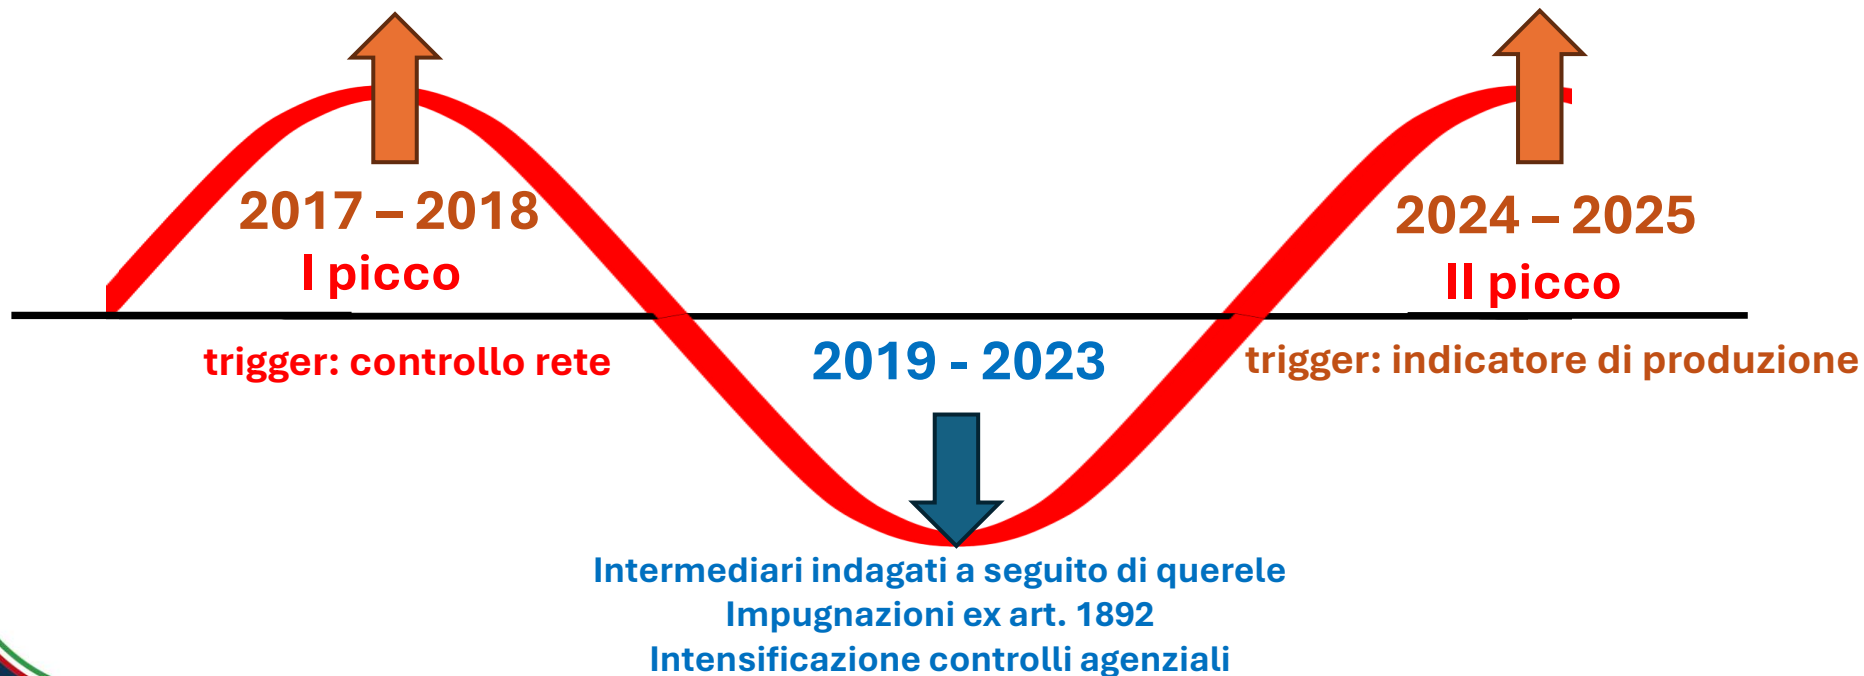 2017 – 2018
I picco
trigger: controllo rete
2019 - 2023
Intermediari indagati a seguito di querele
Impugnazioni ex art. 1892
Intensificazione controlli agenziali
2024 – 2025
II picco
trigger: indicatore di produzione